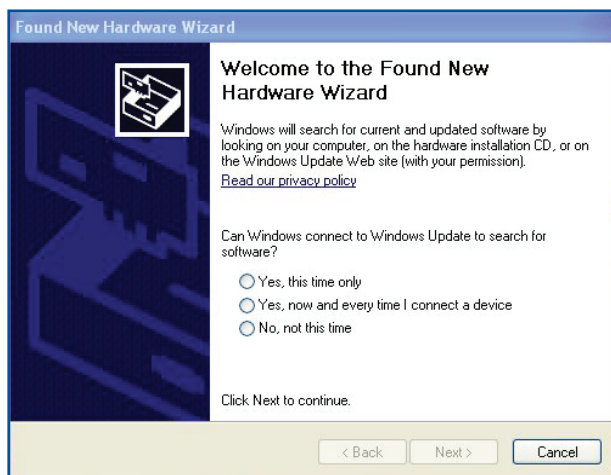 Found New Hardware Wizard
Welcome to the Found New
Hardware Wizard
Windows will search for current and updated software by
looking on your computer, on the hardware installation CD, or on
the Windows Update Web site (with your permission).
Read our privacy policy
Can Windows connect to Windows Update to search for
software?
Yes, this time only
Yes, now and every time I connect a device
No, not this time
Click Next to continue.
< Back Next > Cancel